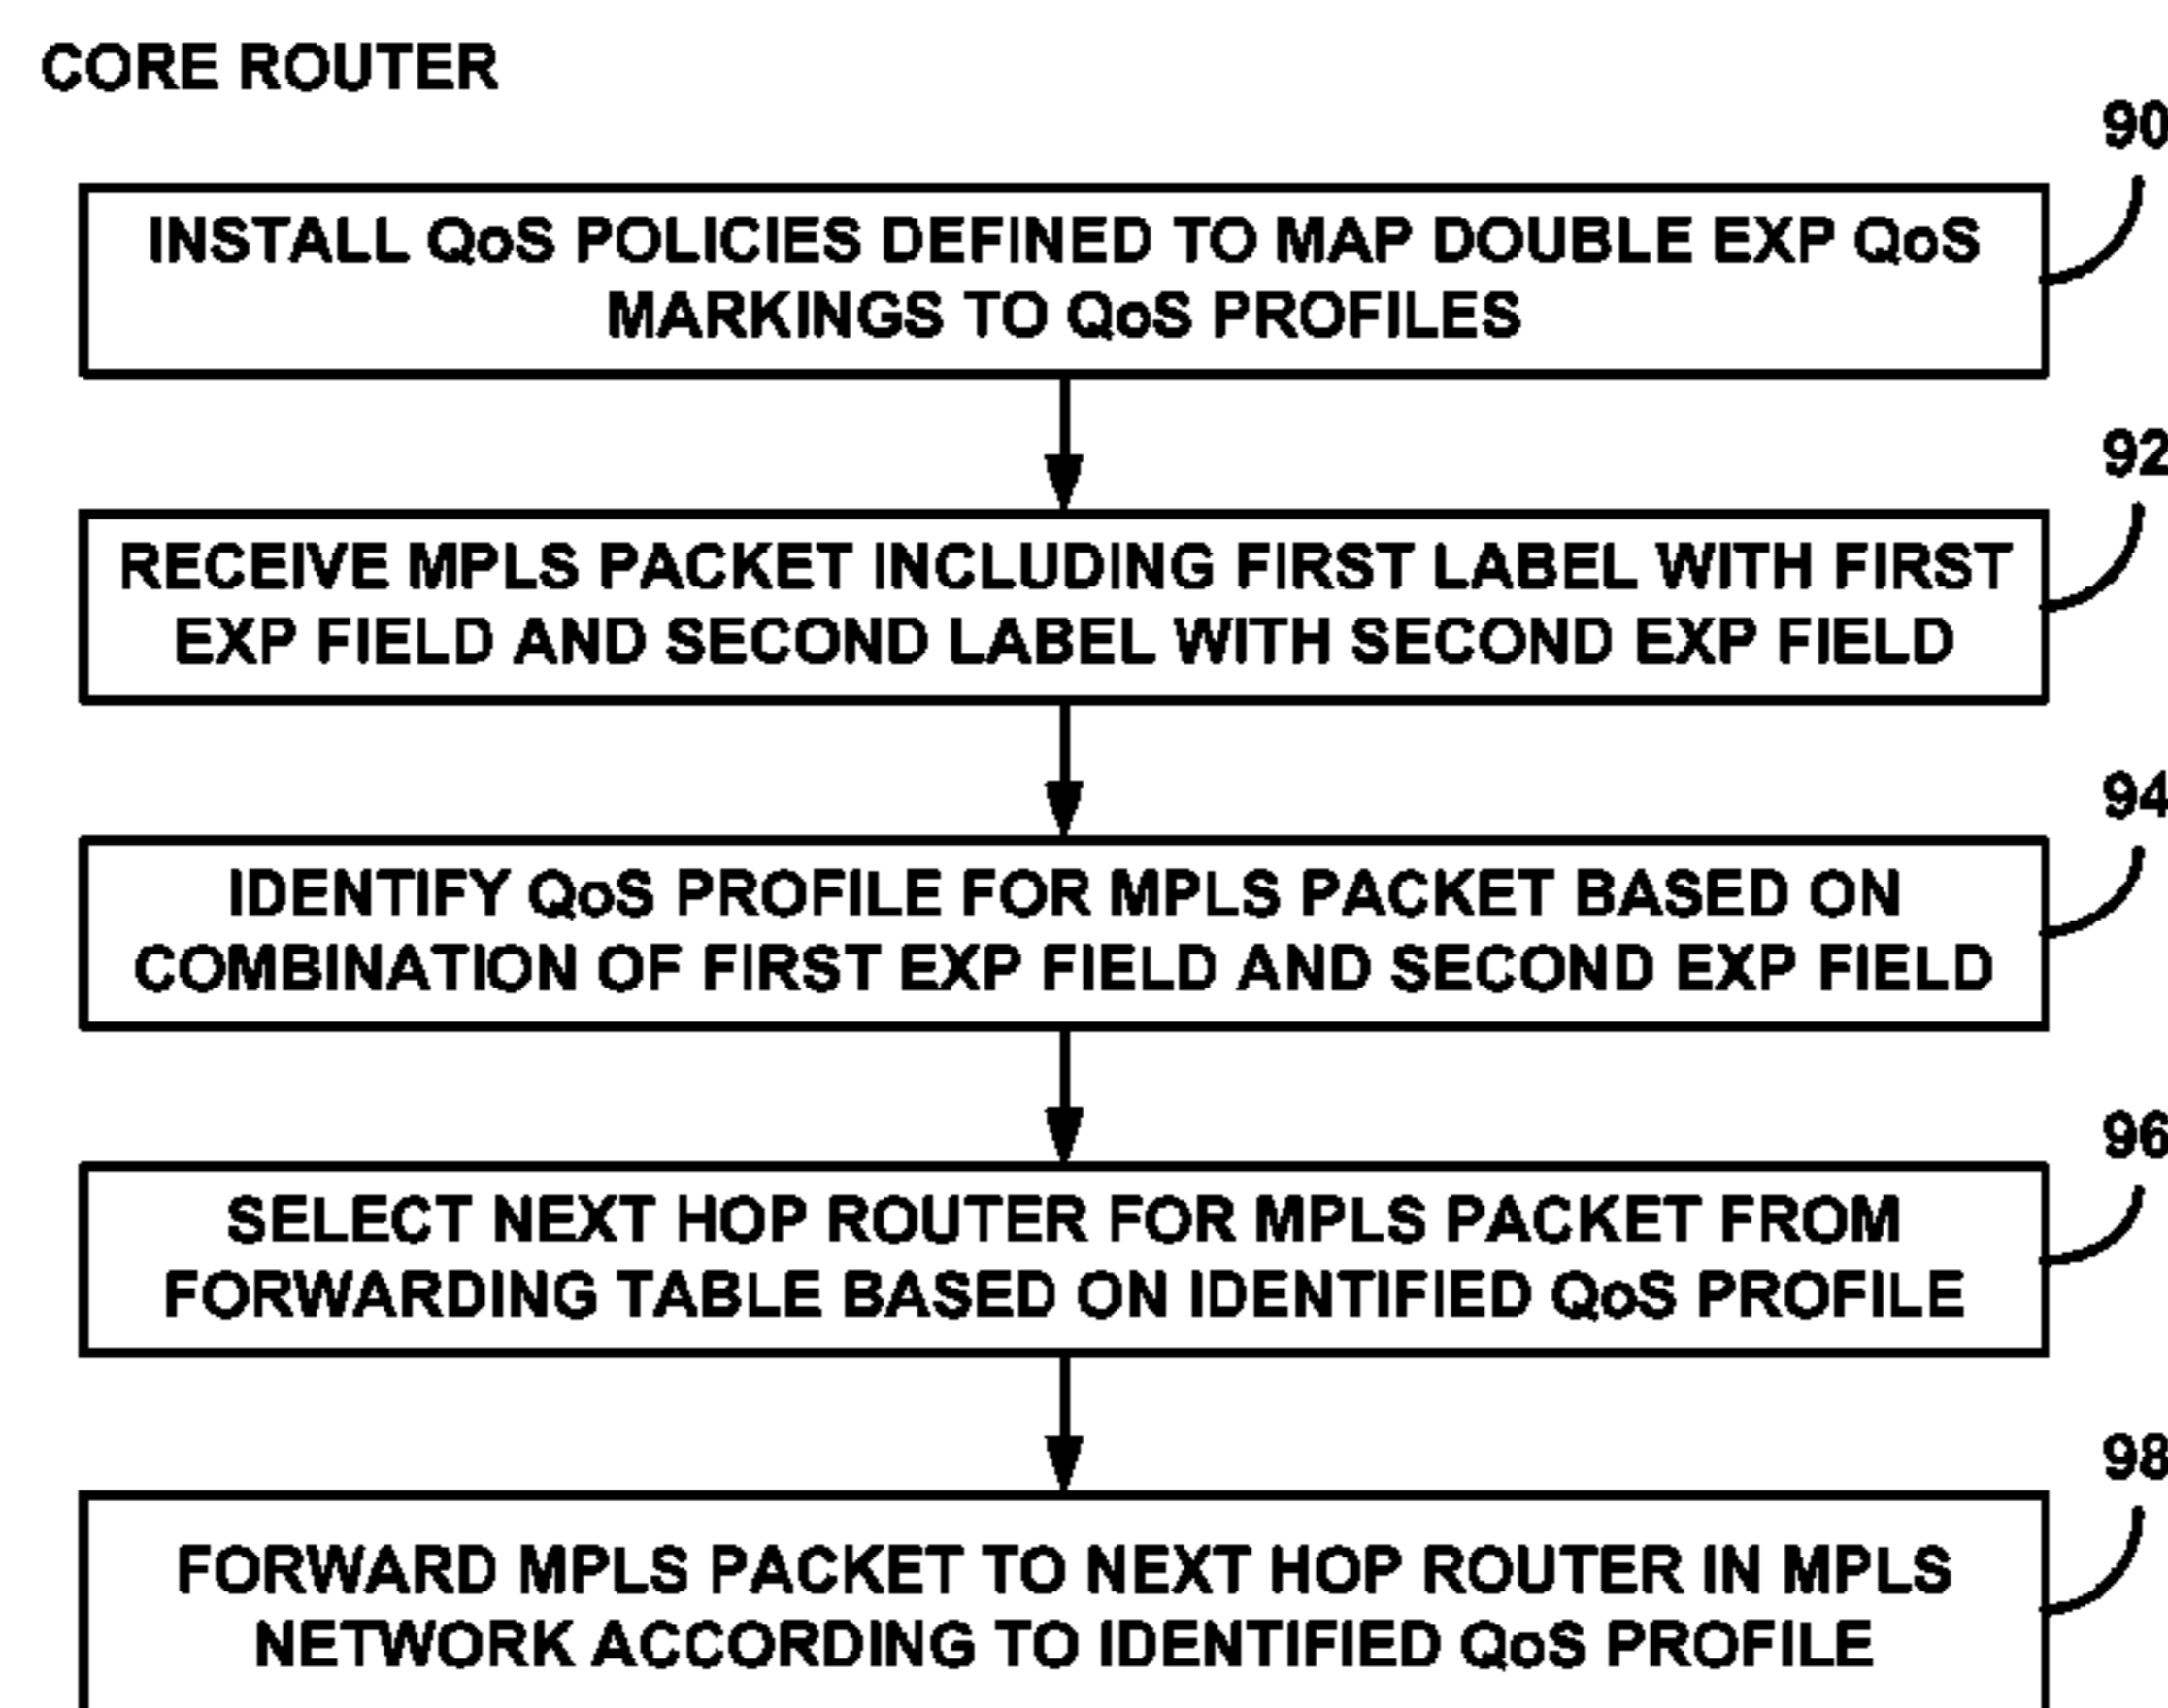 CORE ROUTER
90
INSTALL QoS POLICIES DEFINED TO MAP DOUBLE EXP QoS
MARKINGS TO QoS PROFILES
92
RECEIVE MPLS PACKET INCLUDING FIRST LABEL WITH FIRST
EXP FIELD AND SECOND LABEL WITH SECOND EXP FIELD
94
IDENTIFY QoS PROFILE FOR MPLS PACKET BASED ON
COMBINATION OF FIRST EXP FIELD AND SECOND EXP FIELD
96
SELECT NEXT HOP ROUTER FOR MPLS PACKET FROM
FORWARDING TABLE BASED ON IDENTIFIED QoS PROFILE
98
FORWARD MPLS PACKET TO NEXT HOP ROUTER IN MPLS
NETWORK ACCORDING TO IDENTIFIED QoS PROFILE